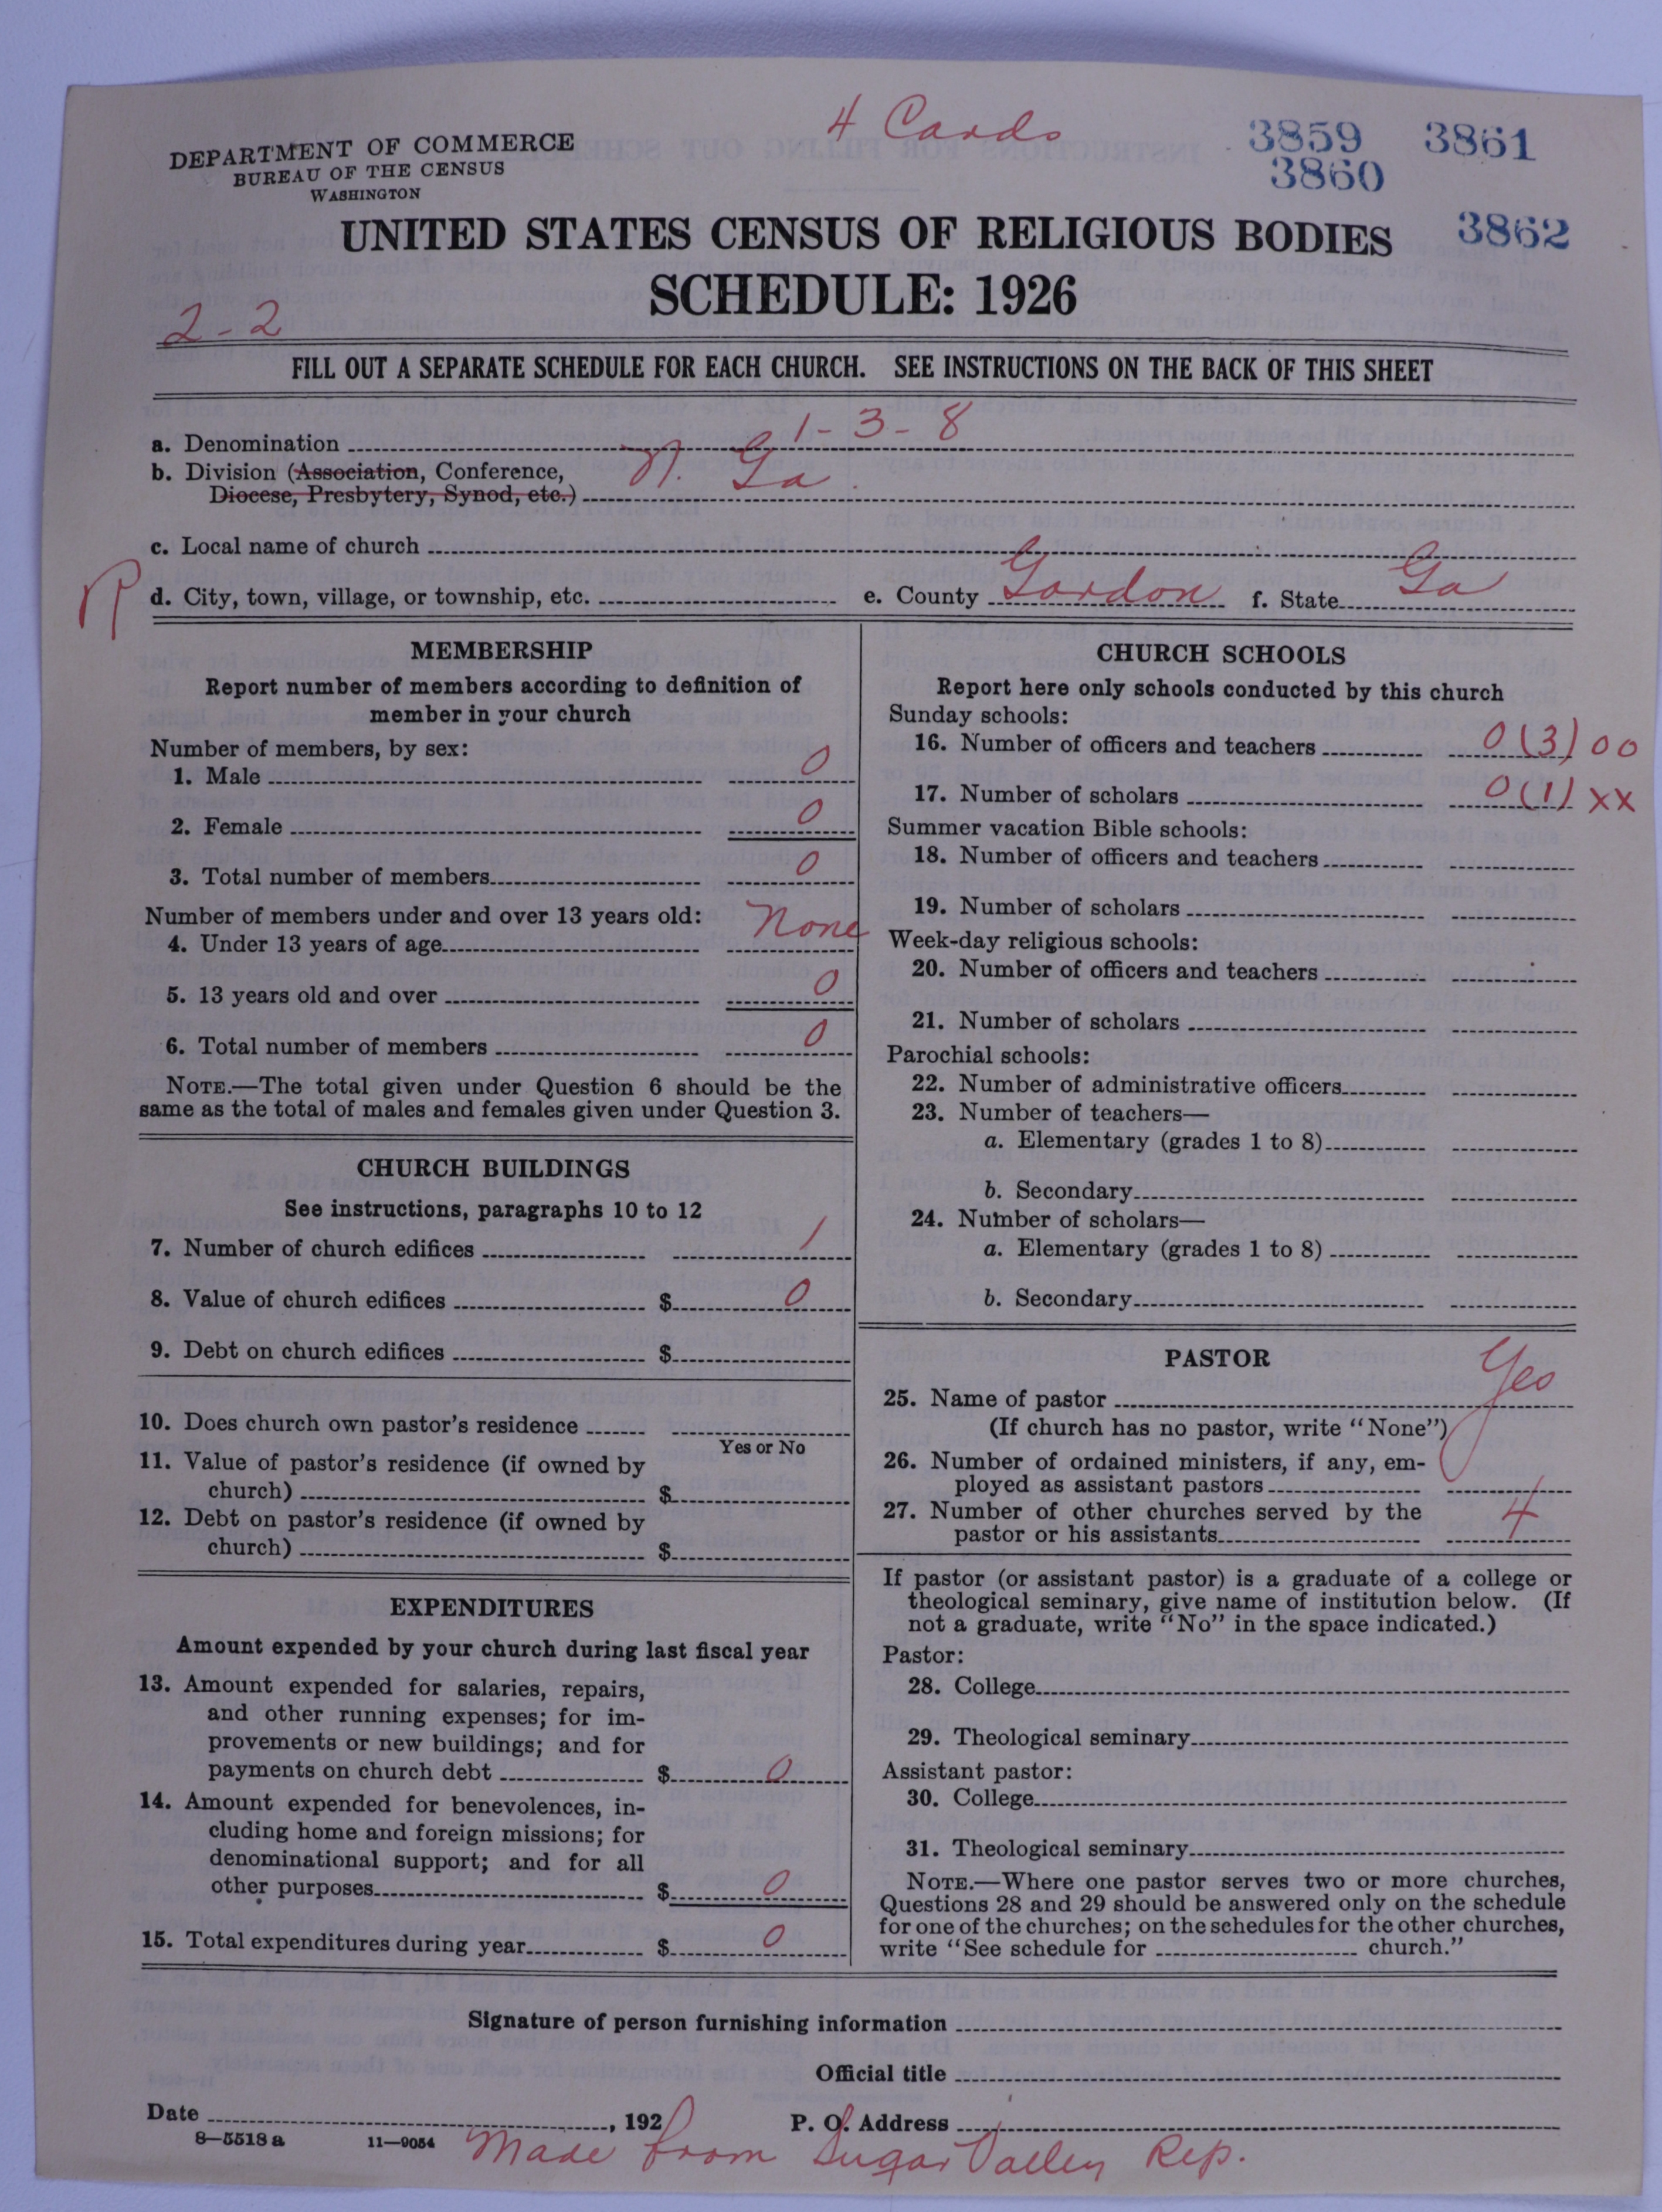 4 Cards
3859 3861
3860
3862
DEPARTMENT OF COMMERCE
BUREAU OF THE CENSUS
WASHINGTON
UNITED STATES CENSUS OF RELIGIOUS BODIES
SCHEDULE: 1926
2-2
FILL OUT A SEPARATE SCHEDULE FOR EACH CHURCH. SEE INSTRUCTIONS ON THE BACK OF THIS SHEET
a. Denomination 1-3-8
b. Division (Association, Conference,
Diocese, Presbytery, Synod, etc.) N. Ga.
c. Local name of church
R d. City, town, village, or township, etc. e. County Gordon f. State Ga
MEMBERSHIP
Report number of members according to definition of
member in your church
Number of members, by sex:
1. Male 0
2. Female 0
3. Total number of members 0
Number of members under and over 13 years old:
4. Under 13 years of age None
5. 13 years old and over 0
6. Total number of members 0
NOTE.—The total given under Question 6 should be the
same as the total of males and females given under Question 3.
CHURCH BUILDINGS
See instructions, paragraphs 10 to 12
7. Number of church edifices 1
8. Value of church edifices $ 0
9. Debt on church edifices $
10. Does church own pastor's residence
Yes or No
11. Value of pastor's residence (if owned by
church) $
12. Debt on pastor's residence (if owned by
church) $
EXPENDITURES
Amount expended by your church during last fiscal year
13. Amount expended for salaries, repairs,
and other running expenses; for im-
provements or new buildings; and for
payments on church debt $ 0
14. Amount expended for benevolences, in-
cluding home and foreign missions; for
denominational support; and for all
other purposes $ 0
15. Total expenditures during year $ 0
CHURCH SCHOOLS
Report here only schools conducted by this church
Sunday schools:
16. Number of officers and teachers 0 (3) 00
17. Number of scholars 0 (1) XX
Summer vacation Bible schools:
18. Number of officers and teachers
19. Number of scholars
Week-day religious schools:
20. Number of officers and teachers
21. Number of scholars
Parochial schools:
22. Number of administrative officers
23. Number of teachers—
a. Elementary (grades 1 to 8)
b. Secondary
24. Number of scholars—
a. Elementary (grades 1 to 8)
b. Secondary
PASTOR
25. Name of pastor Yes
(If church has no pastor, write "None")
26. Number of ordained ministers, if any, em-
ployed as assistant pastors
27. Number of other churches served by the
pastor or his assistants 4
If pastor (or assistant pastor) is a graduate of a college or
theological seminary, give name of institution below. (If
not a graduate, write "No" in the space indicated.)
Pastor:
28. College
29. Theological seminary
Assistant pastor:
30. College
31. Theological seminary
NOTE.—Where one pastor serves two or more churches,
Questions 28 and 29 should be answered only on the schedule
for one of the churches; on the schedules for the other churches,
write "See schedule for church."
Signature of person furnishing information
Official title
Date , 192 P. O. Address
8—5518 a 11—9054
Made from Sugar Valley Rep.